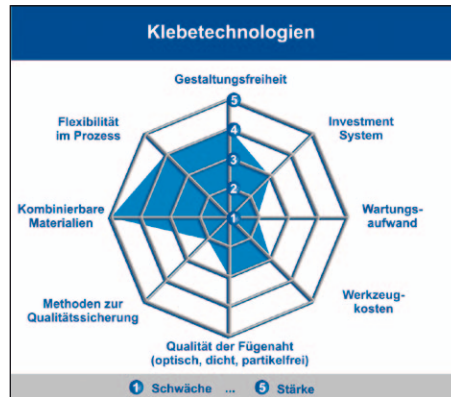 Klebetechnologien
Gestaltungsfreiheit
Flexibilität
im Prozess
Investment
System
5
4
3
2
1
Kombinierbare
Materialien
Wartungs-
aufwand
Methoden zur
Qualitätssicherung
Werkzeug-
kosten
Qualität der Fügenaht
(optisch, dicht, partikelfrei)
1 Schwäche ... 5 Stärke